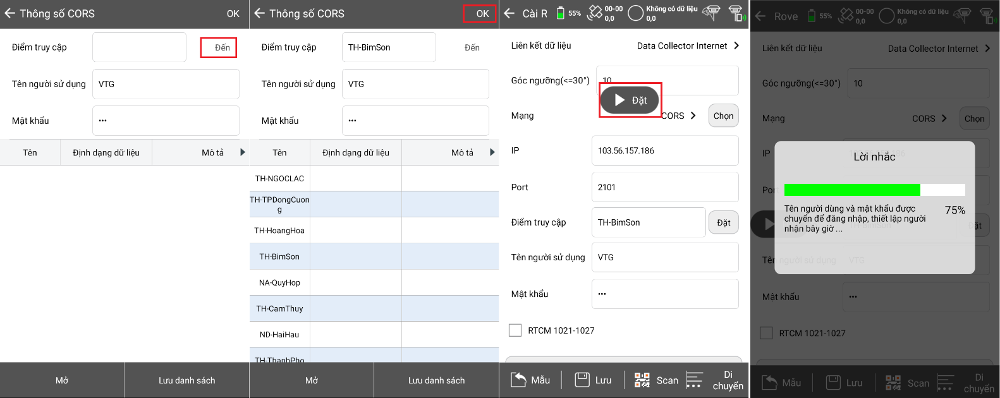 Thông số CORS
OK
Điểm truy cập
Đến
Tên người sử dụng
VTG
Mật khẩu
•••
Tên
Định dạng dữ liệu
Mô tả
Mở
Lưu danh sách
Thông số CORS
OK
Điểm truy cập
TH-BimSon
Đến
Tên người sử dụng
VTG
Mật khẩu
•••
Tên
Định dạng dữ liệu
Mô tả
TH-NGOCLAC
TH-TPDongCuon
g
TH-HoangHoa
TH-BimSon
NA-QuyHop
TH-CamThuy
ND-HaiHau
TH-ThanhPho
Mở
Lưu danh sách
Cài R
55%
00-00
0,0
Không có dữ liệu
0,0
Liên kết dữ liệu
Data Collector Internet
Góc ngưỡng(<=30°)
10
Đặt
Mạng
CORS
Chọn
IP
103.56.157.186
Port
2101
Điểm truy cập
TH-BimSon
Đặt
Tên người sử dụng
VTG
Mật khẩu
•••
RTCM 1021-1027
Mẫu
Lưu
Scan
Di
chuyển
Rove
55%
00-00
0,0
Không có dữ liệu
0,0
Liên kết dữ liệu
Data Collector Internet
Góc ngưỡng(<=30°)
10
Mạng
CORS
Chọn
IP
Lời nhắc
Port
Tên người dùng và mật khẩu được
chuyển để đăng nhập, thiết lập người
nhận bây giờ ...
75%
TH-BimSon
Đặt
Tên người sử dụng
VTG
Mật khẩu
•••
RTCM 1021-1027
Mẫu
Lưu
Scan
Di
chuyển